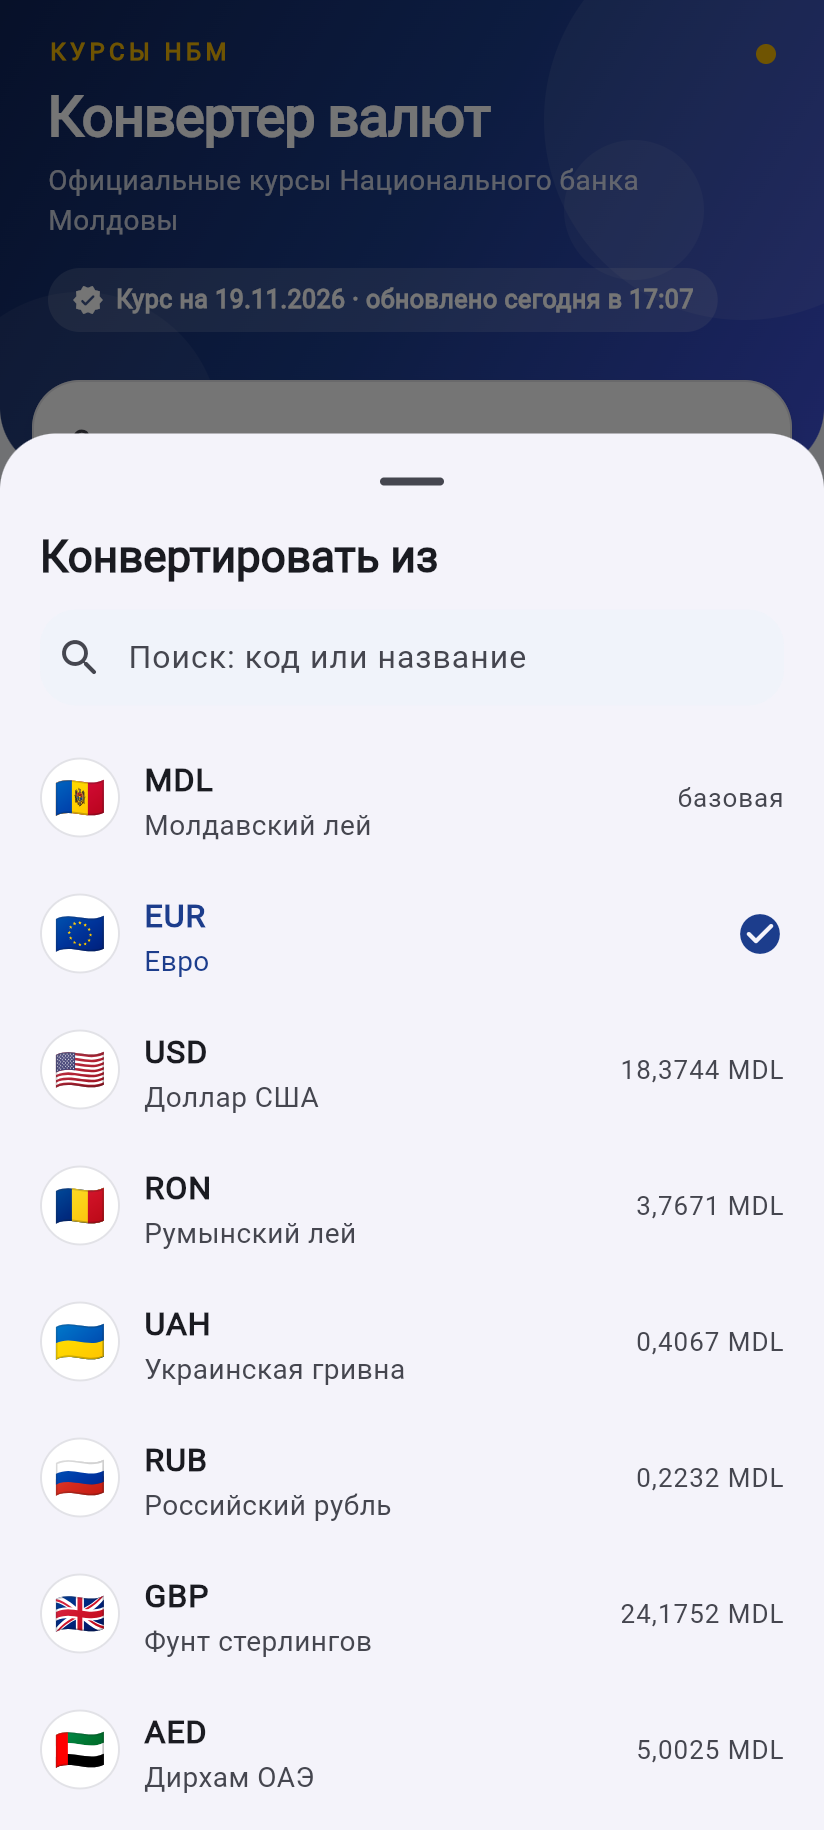 КУРСЫ НБМ
Конвертер валют
Официальные курсы Национального банка
Молдовы
Курс на 19.11.2026 · обновлено сегодня в 17:07
Конвертировать из
Поиск: код или название
MDL
Молдавский лей
базовая
EUR
Евро
USD
Доллар США
18,3744 MDL
RON
Румынский лей
3,7671 MDL
UAH
Украинская гривна
0,4067 MDL
RUB
Российский рубль
0,2232 MDL
GBP
Фунт стерлингов
24,1752 MDL
AED
Дирхам ОАЭ
5,0025 MDL